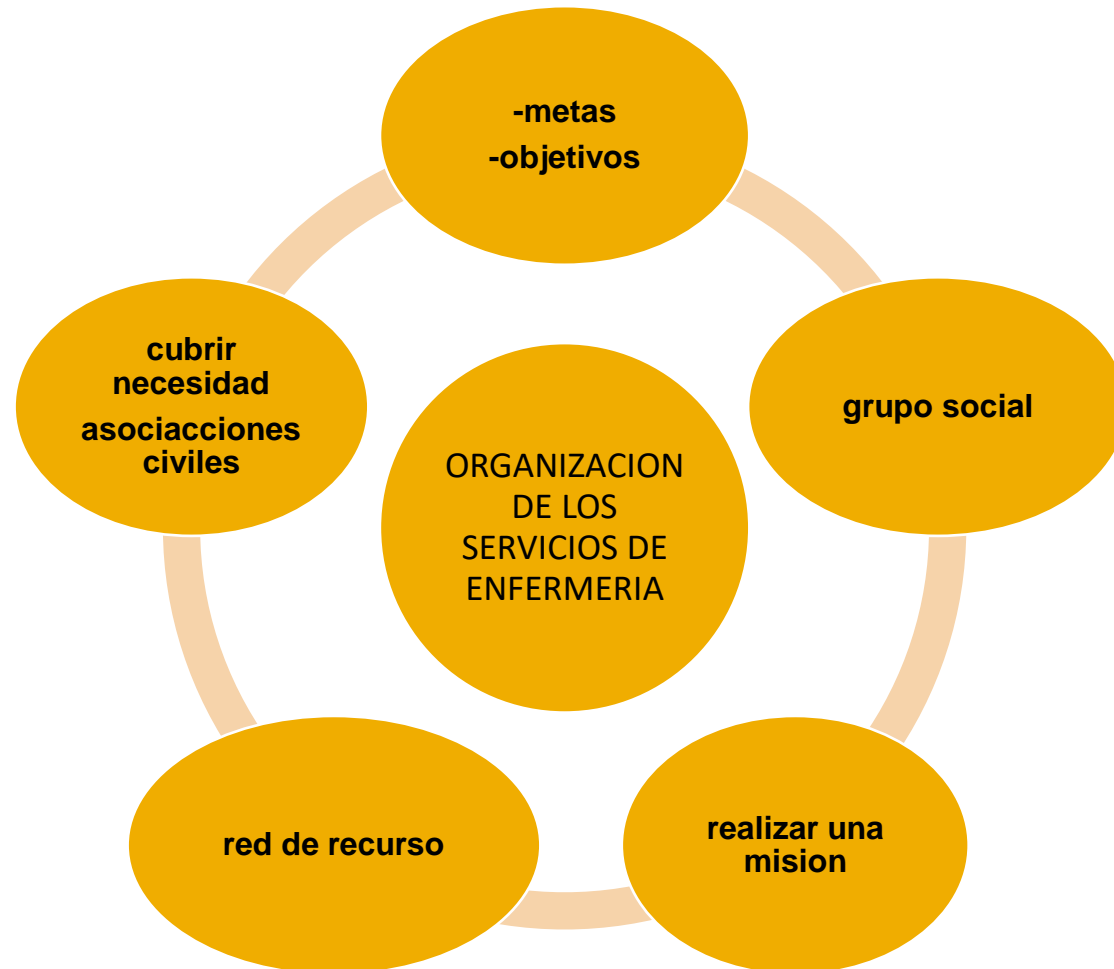 -metas
-objetivos
grupo social
realizar una
mision
red de recurso
cubrir
necesidad
asociacciones
civiles
ORGANIZACION
DE LOS
SERVICIOS DE
ENFERMERIA